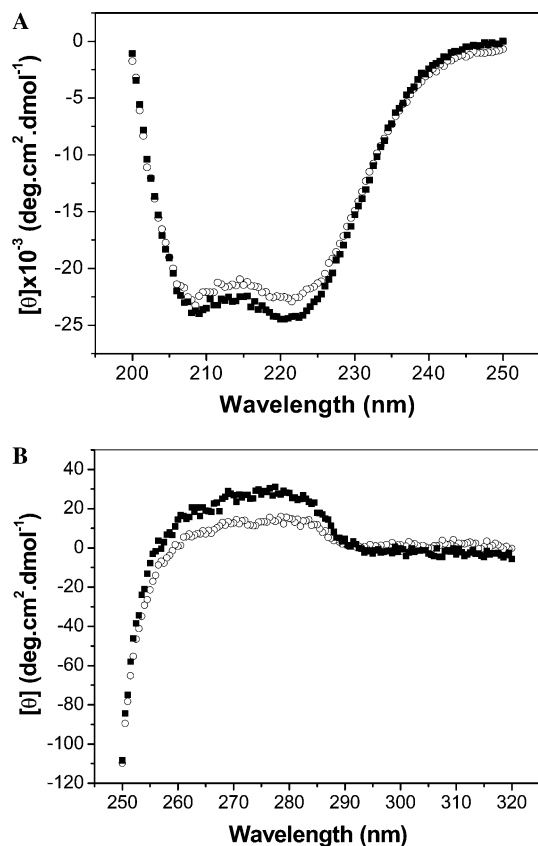 A
0
-5
-10
-15
-20
-25
[θ]x10⁻³ (deg.cm².dmol⁻¹)
200 210 220 230 240 250
Wavelength (nm)
B
40
20
0
-20
-40
-60
-80
-100
-120
[θ] (deg.cm².dmol⁻¹)
250 260 270 280 290 300 310 320
Wavelength (nm)